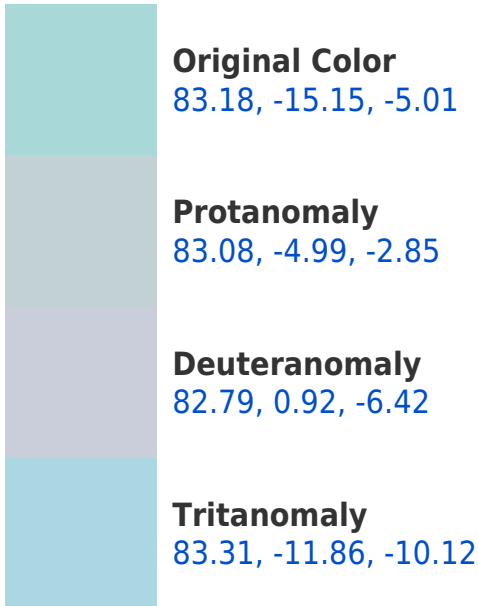 Original Color
83.18, -15.15, -5.01
Protanomaly
83.08, -4.99, -2.85
Deuteranomaly
82.79, 0.92, -6.42
Tritanomaly
83.31, -11.86, -10.12